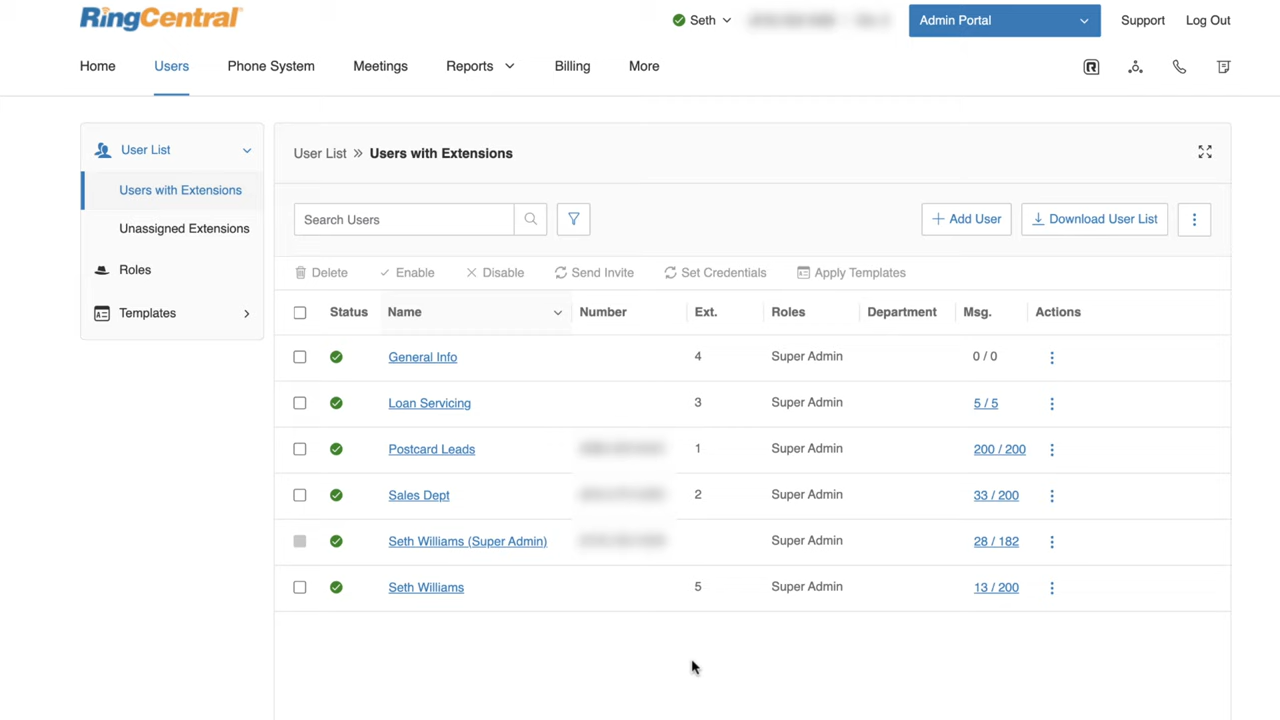 RingCentral
Seth
Admin Portal
Support
Log Out
Home
Users
Phone System
Meetings
Reports
Billing
More
User List
Users with Extensions
Unassigned Extensions
Roles
Templates
User List » Users with Extensions
Search Users
+ Add User
Download User List
Delete
Enable
Disable
Send Invite
Set Credentials
Apply Templates
Status Name Number Ext. Roles Department Msg. Actions
General Info 4 Super Admin 0 / 0
Loan Servicing 3 Super Admin 5 / 5
Postcard Leads 1 Super Admin 200 / 200
Sales Dept 2 Super Admin 33 / 200
Seth Williams (Super Admin) Super Admin 28 / 182
Seth Williams 5 Super Admin 13 / 200